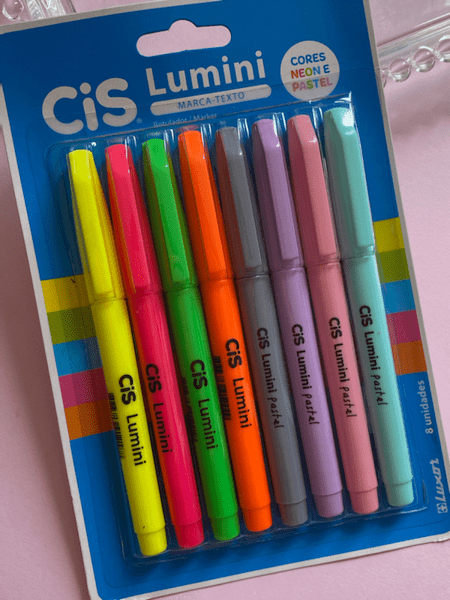 CiS
Lumini
MARCA-TEXTO
Resaltador / Marker
CORES
NEON E
PASTEL
CiS Lumini
CiS Lumini
CiS Lumini
CiS Lumini
CiS Lumini pastel
CiS Lumini pastel
CiS Lumini pastel
CiS Lumini pastel
8 unidades